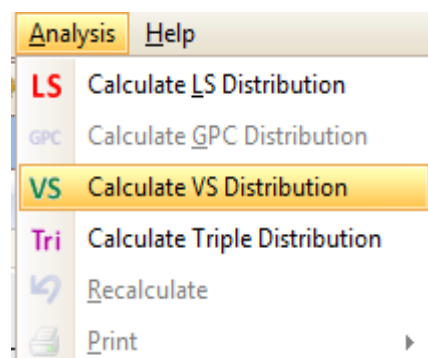 Analysis Help
LS Calculate LS Distribution
GPC Calculate GPC Distribution
VS Calculate VS Distribution
Tri Calculate Triple Distribution
Recalculate
Print